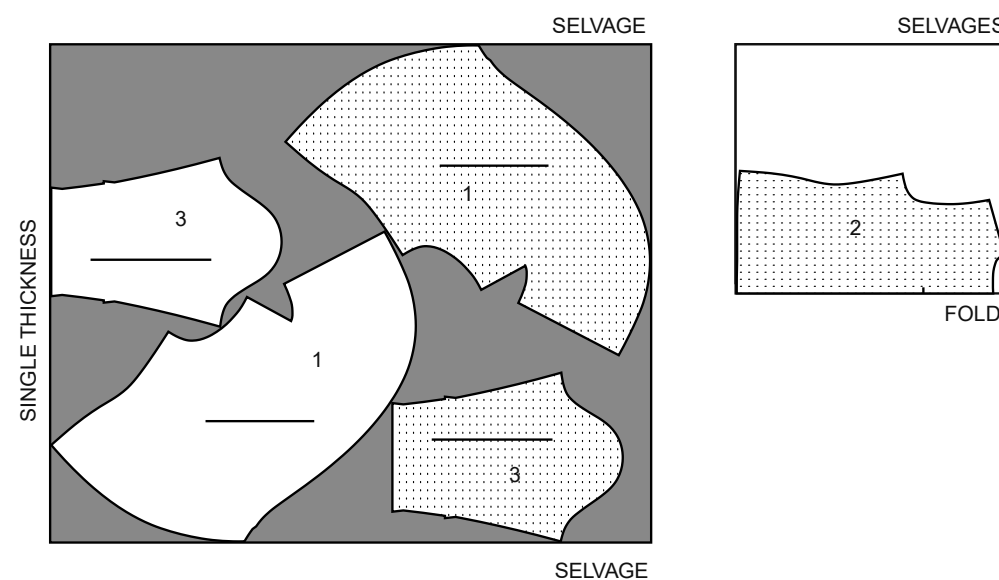 SELVAGE
SELVAGES
1
3
2
SINGLE THICKNESS
FOLD
1
3
SELVAGE